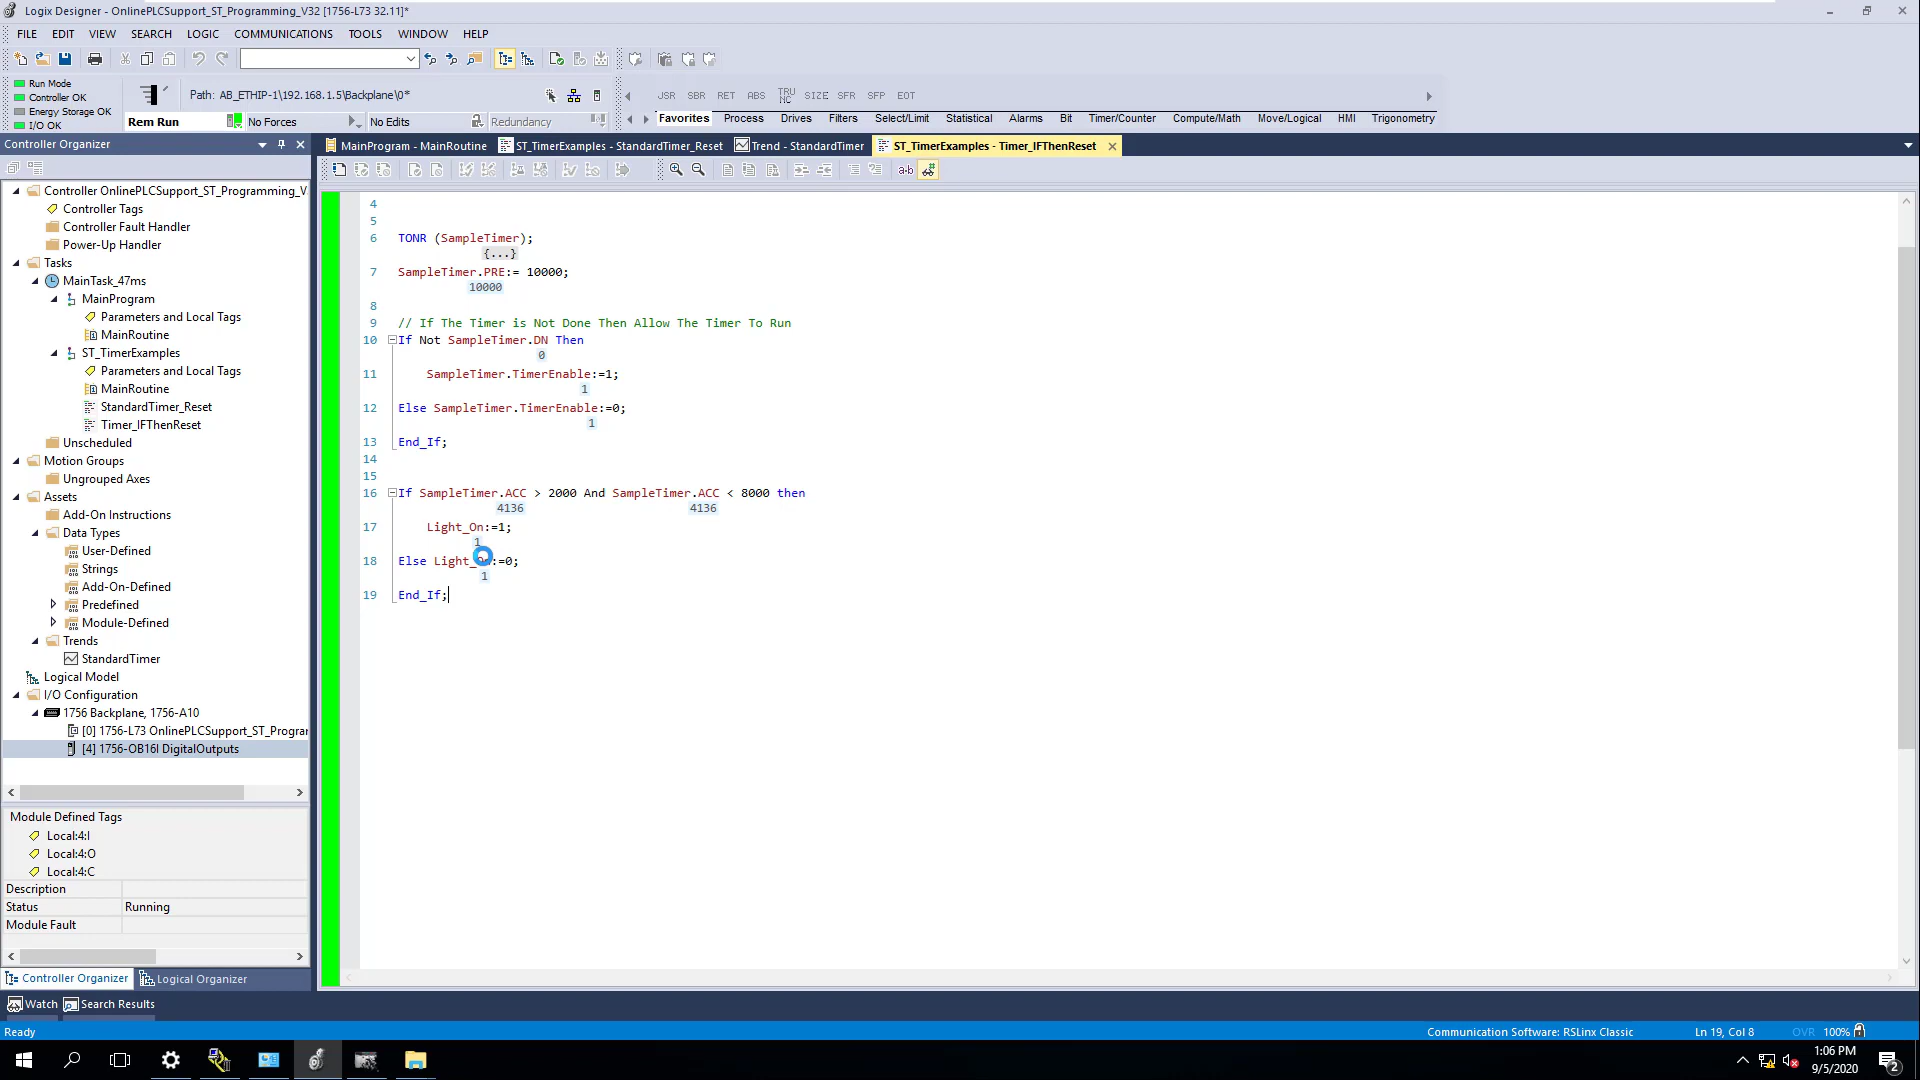 Logix Designer - OnlinePLCSupport_ST_Programming_V32 [1756-L73 32.11]*
FILE EDIT VIEW SEARCH LOGIC COMMUNICATIONS TOOLS WINDOW HELP
Run Mode
Controller OK
Energy Storage OK
I/O OK
Path: AB_ETHIP-1\192.168.1.5\Backplane\0*
Rem Run No Forces No Edits Redundancy
JSR SBR RET ABS TRUNC SIZE SFR SFP EOT
Favorites Process Drives Filters Select/Limit Statistical Alarms Bit Timer/Counter Compute/Math Move/Logical HMI Trigonometry
Controller Organizer
MainProgram - MainRoutine ST_TimerExamples - StandardTimer_Reset Trend - StandardTimer ST_TimerExamples - Timer_IFThenReset
Controller OnlinePLCSupport_ST_Programming_V
Controller Tags
Controller Fault Handler
Power-Up Handler
Tasks
MainTask_47ms
MainProgram
Parameters and Local Tags
MainRoutine
ST_TimerExamples
Parameters and Local Tags
MainRoutine
StandardTimer_Reset
Timer_IFThenReset
Unscheduled
Motion Groups
Ungrouped Axes
Assets
Add-On Instructions
Data Types
User-Defined
Strings
Add-On-Defined
Predefined
Module-Defined
Trends
StandardTimer
Logical Model
I/O Configuration
1756 Backplane, 1756-A10
[0] 1756-L73 OnlinePLCSupport_ST_Progra
[4] 1756-OB16I DigitalOutputs
Module Defined Tags
Local:4:I
Local:4:O
Local:4:C
Description
Status Running
Module Fault
Controller Organizer Logical Organizer
4
5
6 TONR (SampleTimer);
{...}
7 SampleTimer.PRE:= 10000;
10000
8
9 // If The Timer is Not Done Then Allow The Timer To Run
10 If Not SampleTimer.DN Then
0
11 SampleTimer.TimerEnable:=1;
1
12 Else SampleTimer.TimerEnable:=0;
1
13 End_If;
14
15
16 If SampleTimer.ACC > 2000 And SampleTimer.ACC < 8000 then
4136 4136
17 Light_On:=1;
1
18 Else Light_On:=0;
1
19 End_If;
Watch Search Results
Ready Communication Software: RSLinx Classic Ln 19, Col 8 OVR 100%
1:06 PM
9/5/2020
2